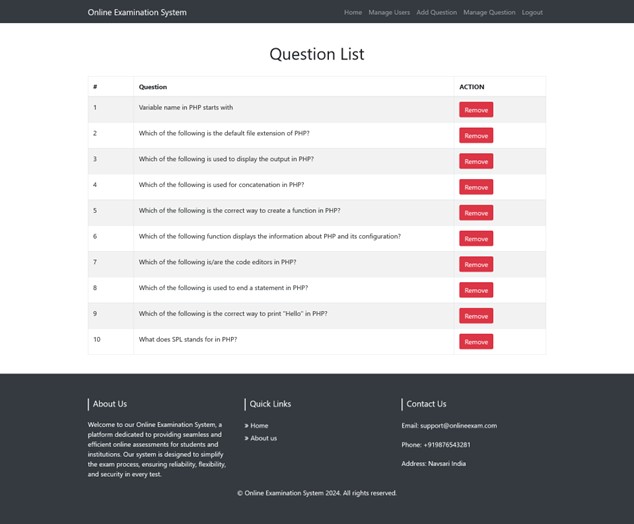 Online Examination System
Home Manage Users Add Question Manage Question Logout
Question List
# Question ACTION
1 Variable name in PHP starts with Remove
2 Which of the following is the default file extension of PHP? Remove
3 Which of the following is used to display the output in PHP? Remove
4 Which of the following is used for concatenation in PHP? Remove
5 Which of the following is the correct way to create a function in PHP? Remove
6 Which of the following function displays the information about PHP and its configuration? Remove
7 Which of the following is/are the code editors in PHP? Remove
8 Which of the following is used to end a statement in PHP? Remove
9 Which of the following is the correct way to print "Hello" in PHP? Remove
10 What does SPL stands for in PHP? Remove
About Us
Welcome to our Online Examination System, a
platform dedicated to providing seamless and
efficient online assessments for students and
institutions. Our system is designed to simplify
the exam process, ensuring reliability, flexibility,
and security in every test.
Quick Links
» Home
» About us
Contact Us
Email: support@onlineexam.com
Phone: +919876543281
Address: Navsari India
© Online Examination System 2024. All rights reserved.